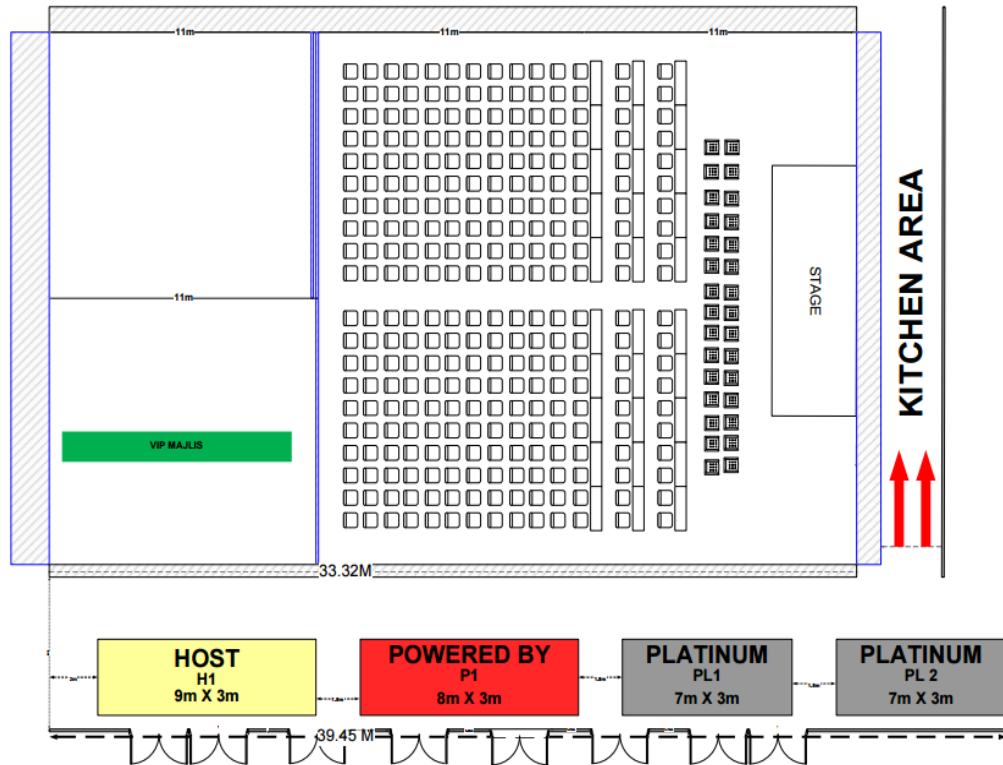 11m
11m
11m
11m
STAGE
KITCHEN AREA
VIP MAJLIS
33.32M
HOST
H1
9m X 3m
POWERED BY
P1
8m X 3m
PLATINUM
PL1
7m X 3m
PLATINUM
PL 2
7m X 3m
39.45 M